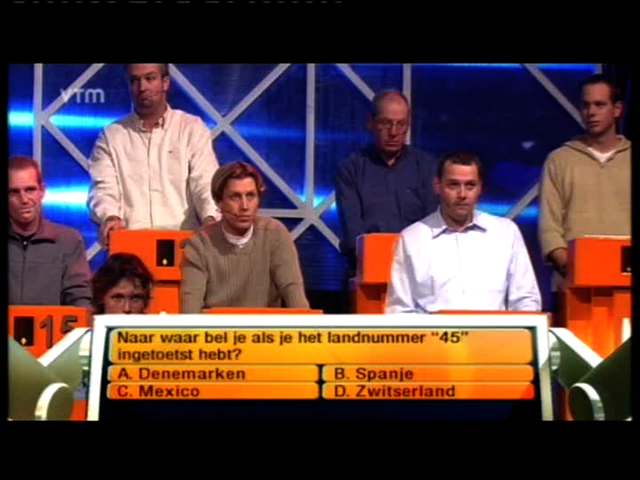 vTm
15
Naar waar bel je als je het landnummer "45"
ingetoetst hebt?
A. Denemarken
B. Spanje
C. Mexico
D. Zwitserland